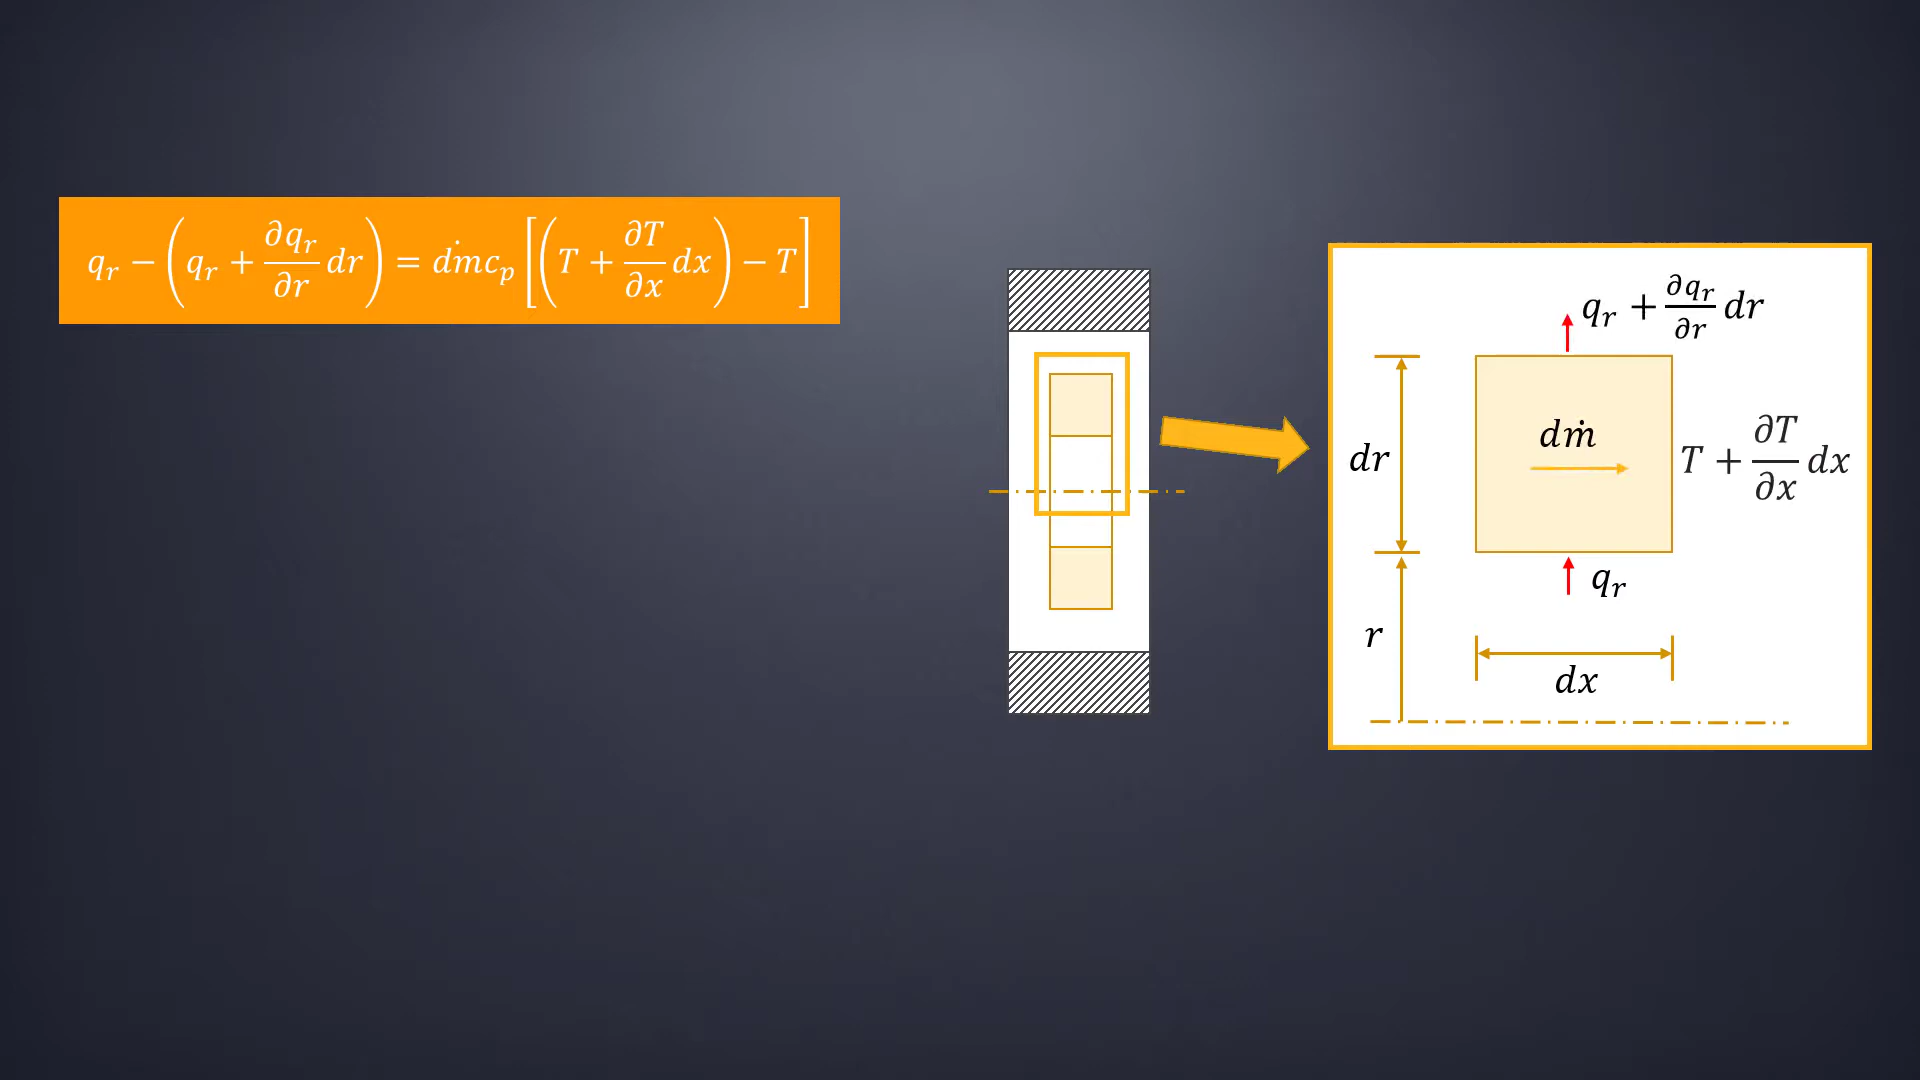 q_r − (q_r + ∂q_r/∂r dr) = dṁc_p [(T + ∂T/∂x dx) − T]
q_r + ∂q_r/∂r dr
dṁ
dr
T + ∂T/∂x dx
q_r
r
dx